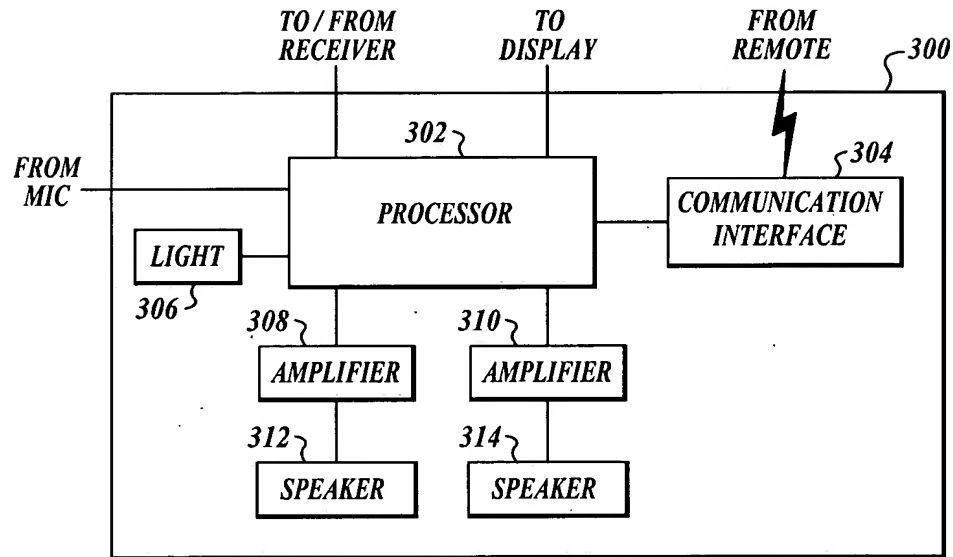 TO / FROM
RECEIVER
TO
DISPLAY
FROM
REMOTE
300
302
304
FROM
MIC
PROCESSOR
COMMUNICATION
INTERFACE
LIGHT
306
308
310
AMPLIFIER
AMPLIFIER
312
314
SPEAKER
SPEAKER